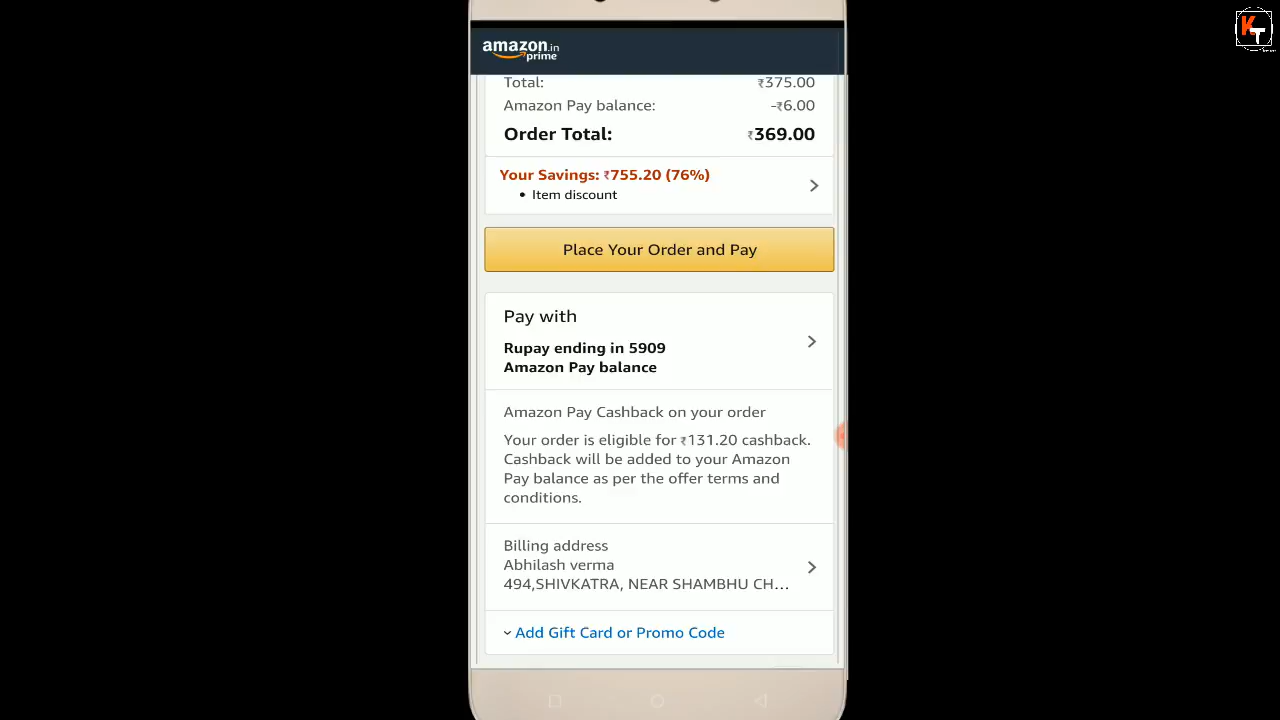 KT
amazon.in
prime
Total: ₹375.00
Amazon Pay balance: -₹6.00
Order Total: ₹369.00
Your Savings: ₹755.20 (76%)
• Item discount
Place Your Order and Pay
Pay with
Rupay ending in 5909
Amazon Pay balance
Amazon Pay Cashback on your order
Your order is eligible for ₹131.20 cashback.
Cashback will be added to your Amazon
Pay balance as per the offer terms and
conditions.
Billing address
Abhilash verma
494,SHIVKATRA, NEAR SHAMBHU CH...
Add Gift Card or Promo Code